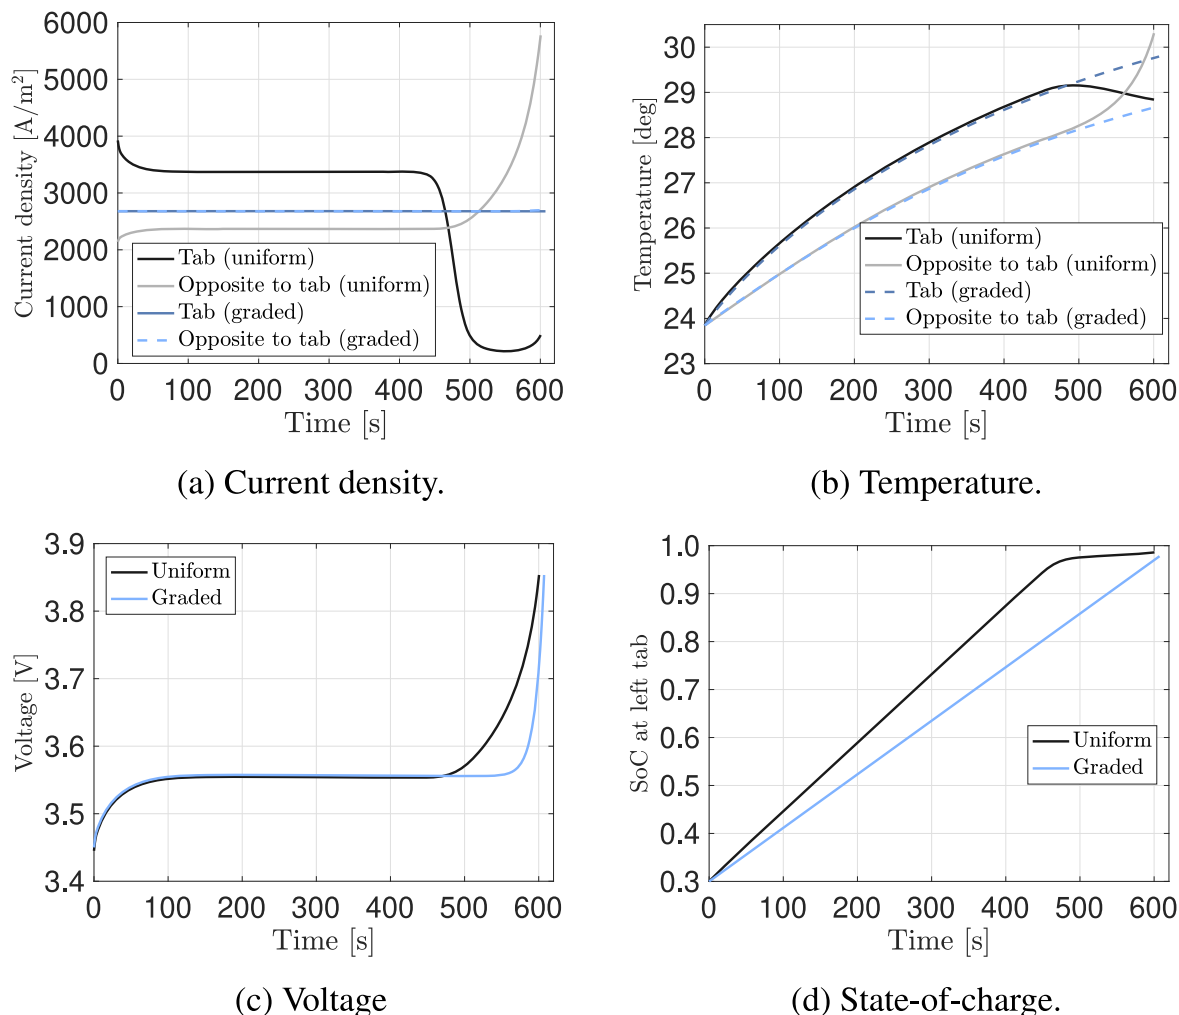 6000
5000
4000
3000
2000
1000
0
Current density [A/m²]
Tab (uniform)
Opposite to tab (uniform)
Tab (graded)
Opposite to tab (graded)
0 100 200 300 400 500 600
Time [s]
(a) Current density.
30
29
28
27
26
25
24
23
Temperature [deg]
Tab (uniform)
Opposite to tab (uniform)
Tab (graded)
Opposite to tab (graded)
0 100 200 300 400 500 600
Time [s]
(b) Temperature.
3.9
3.8
3.7
3.6
3.5
3.4
Voltage [V]
Uniform
Graded
0 100 200 300 400 500 600
Time [s]
(c) Voltage
1.0
0.9
0.8
0.7
0.6
0.5
0.4
0.3
SoC at left tab
Uniform
Graded
0 100 200 300 400 500 600
Time [s]
(d) State-of-charge.